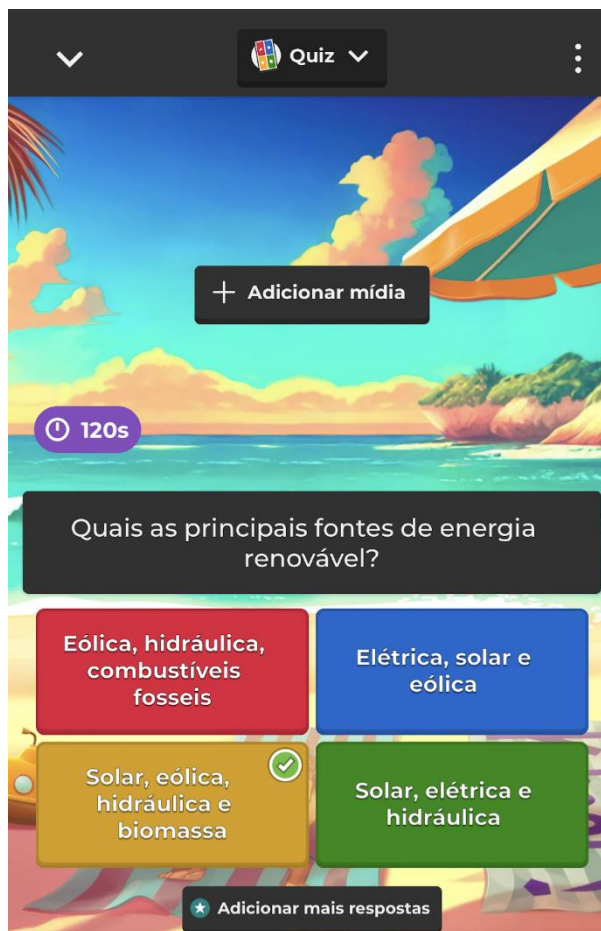 Quiz
+ Adicionar mídia
120s
Quais as principais fontes de energia
renovável?
Eólica, hidráulica,
combustíveis
fosseis
Elétrica, solar e
eólica
Solar, eólica,
hidráulica e
biomassa
Solar, elétrica e
hidráulica
Adicionar mais respostas